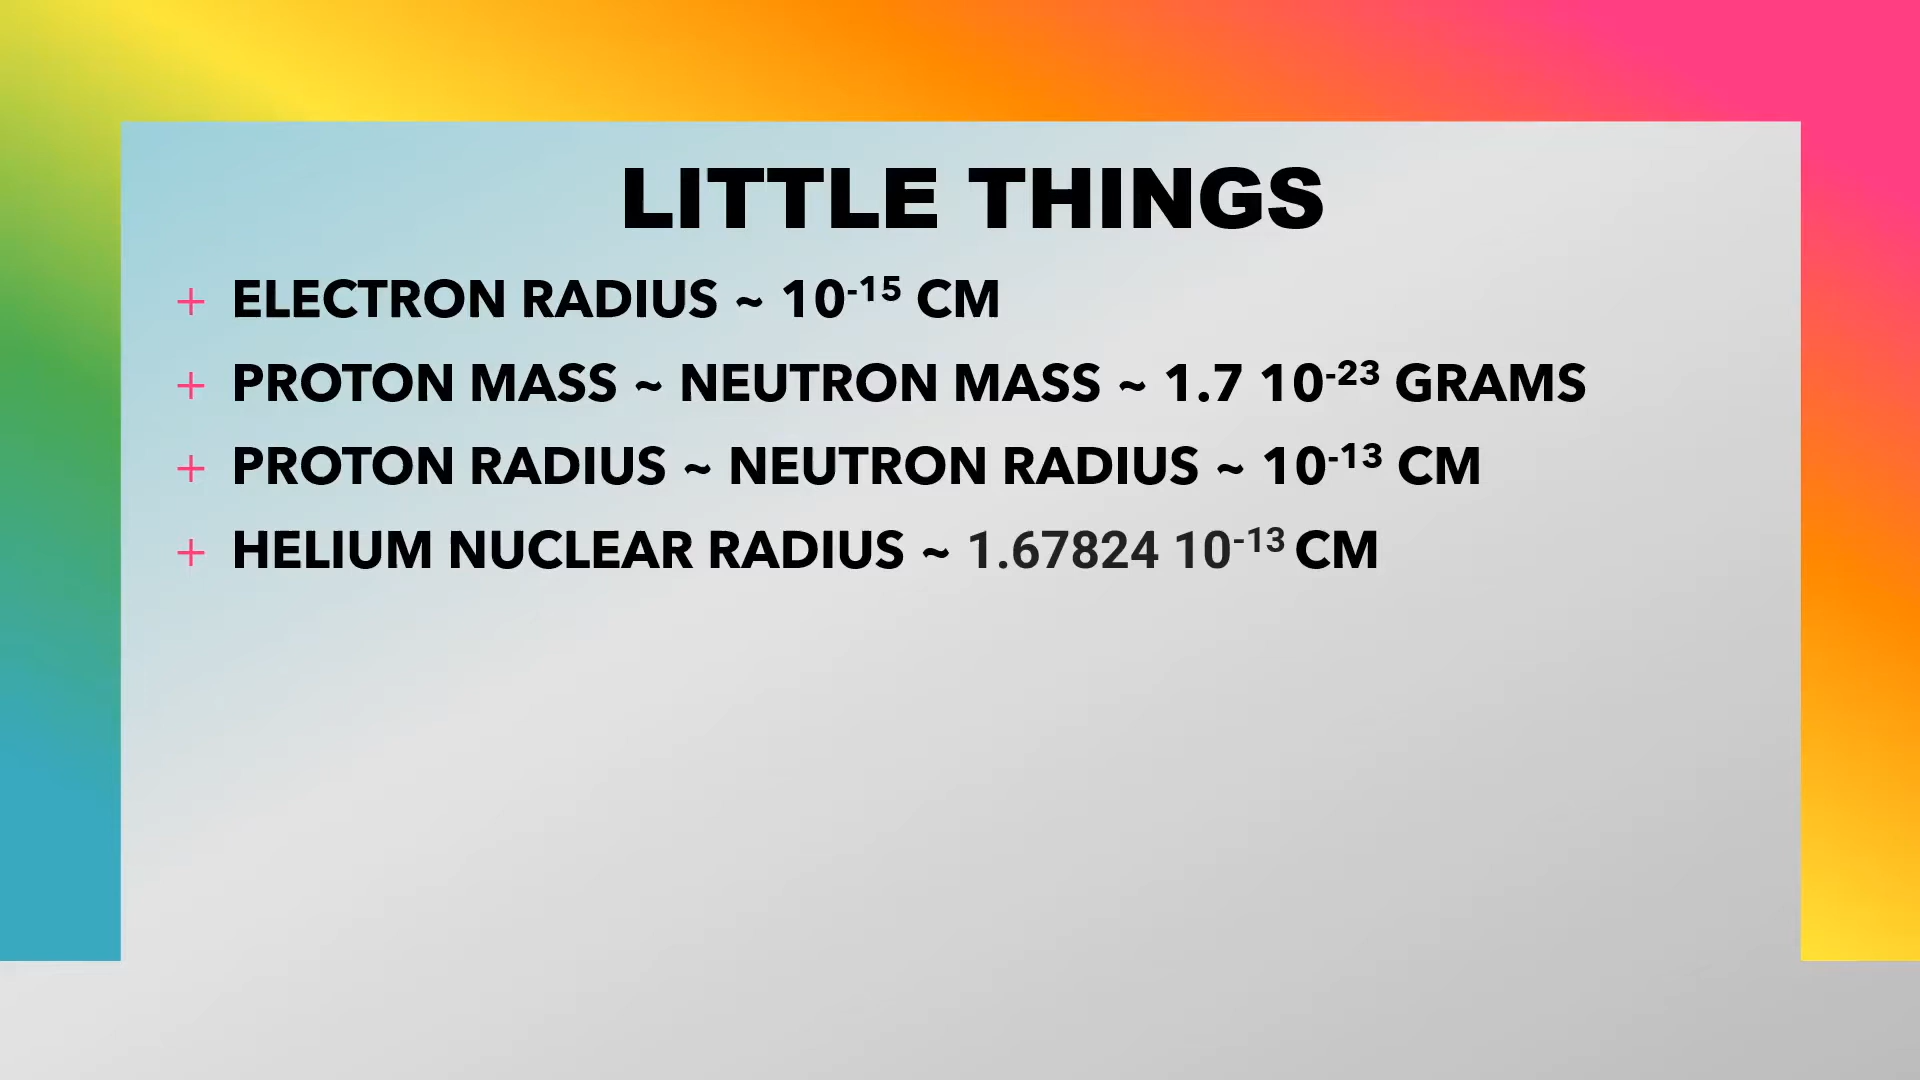 LITTLE THINGS
+ ELECTRON RADIUS ~ 10⁻¹⁵ CM
+ PROTON MASS ~ NEUTRON MASS ~ 1.7 10⁻²³ GRAMS
+ PROTON RADIUS ~ NEUTRON RADIUS ~ 10⁻¹³ CM
+ HELIUM NUCLEAR RADIUS ~ 1.67824 10⁻¹³ CM